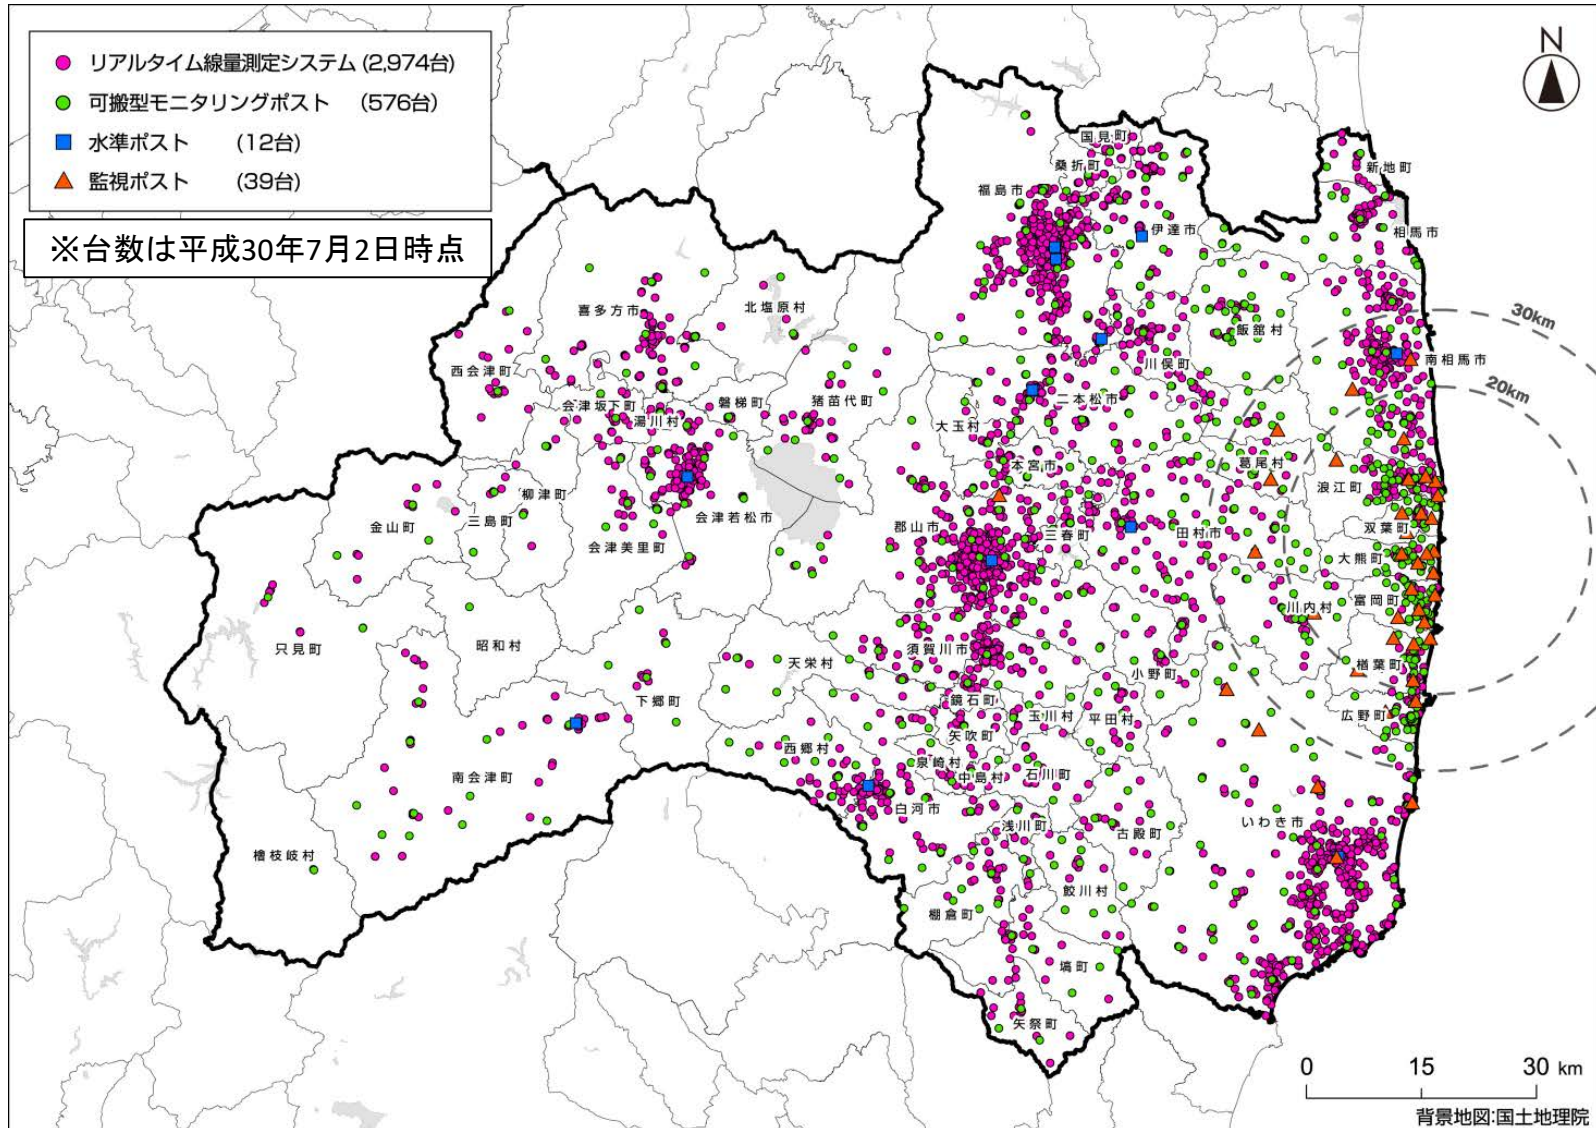 リアルタイム線量測定システム (2,974台)
可搬型モニタリングポスト (576台)
水準ポスト (12台)
監視ポスト (39台)
※台数は平成30年7月2日時点
N
国見町
桑折町
新地町
福島市
伊達市
相馬市
喜多方市
北塩原村
飯舘村
30km
西会津町
川俣町
南相馬市
20km
会津坂下町
磐梯町
猪苗代町
二本松市
湯川村
大玉村
本宮市
葛尾村
浪江町
柳津町
金山町
三島町
会津若松市
郡山市
三春町
田村市
双葉町
会津美里町
大熊町
富岡町
川内村
只見町
昭和村
須賀川市
天栄村
小野町
楢葉町
下郷町
鏡石町
玉川村
平田村
広野町
矢吹町
西郷村
泉崎村
中島村
石川町
南会津町
白河市
浅川町
古殿町
いわき市
檜枝岐村
鮫川村
棚倉町
塙町
矢祭町
0 15 30 km
背景地図:国土地理院